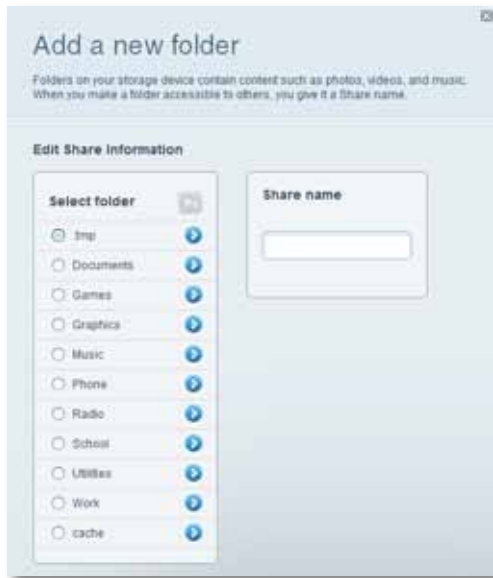 Add a new folder
Folders on your storage device contain content such as photos, videos, and music.
When you make a folder accessible to others, you give it a Share name.
Edit Share Information
Select folder
tmp
Documents
Games
Graphics
Music
Phone
Radio
School
Utilities
Work
cache
Share name